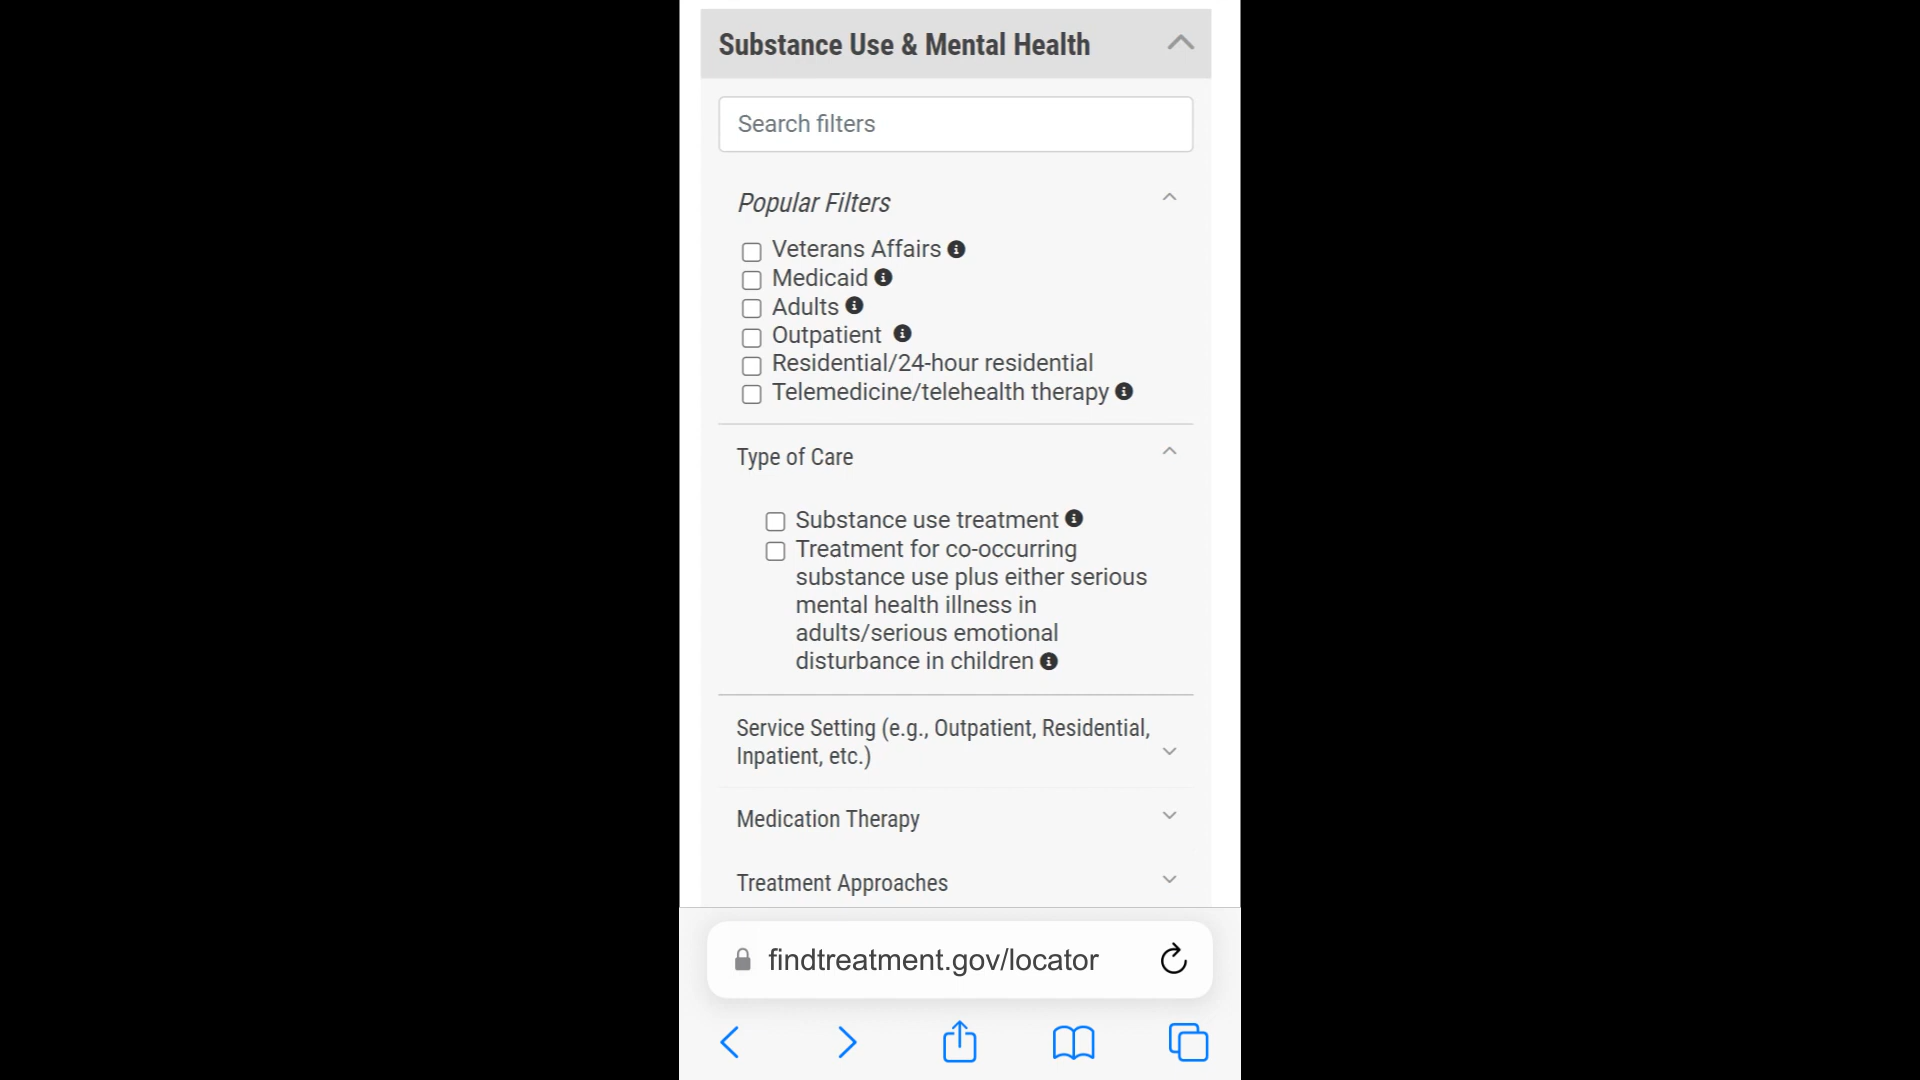 Substance Use & Mental Health
Search filters
Popular Filters
Veterans Affairs
Medicaid
Adults
Outpatient
Residential/24-hour residential
Telemedicine/telehealth therapy
Type of Care
Substance use treatment
Treatment for co-occurring
substance use plus either serious
mental health illness in
adults/serious emotional
disturbance in children
Service Setting (e.g., Outpatient, Residential,
Inpatient, etc.)
Medication Therapy
Treatment Approaches
findtreatment.gov/locator